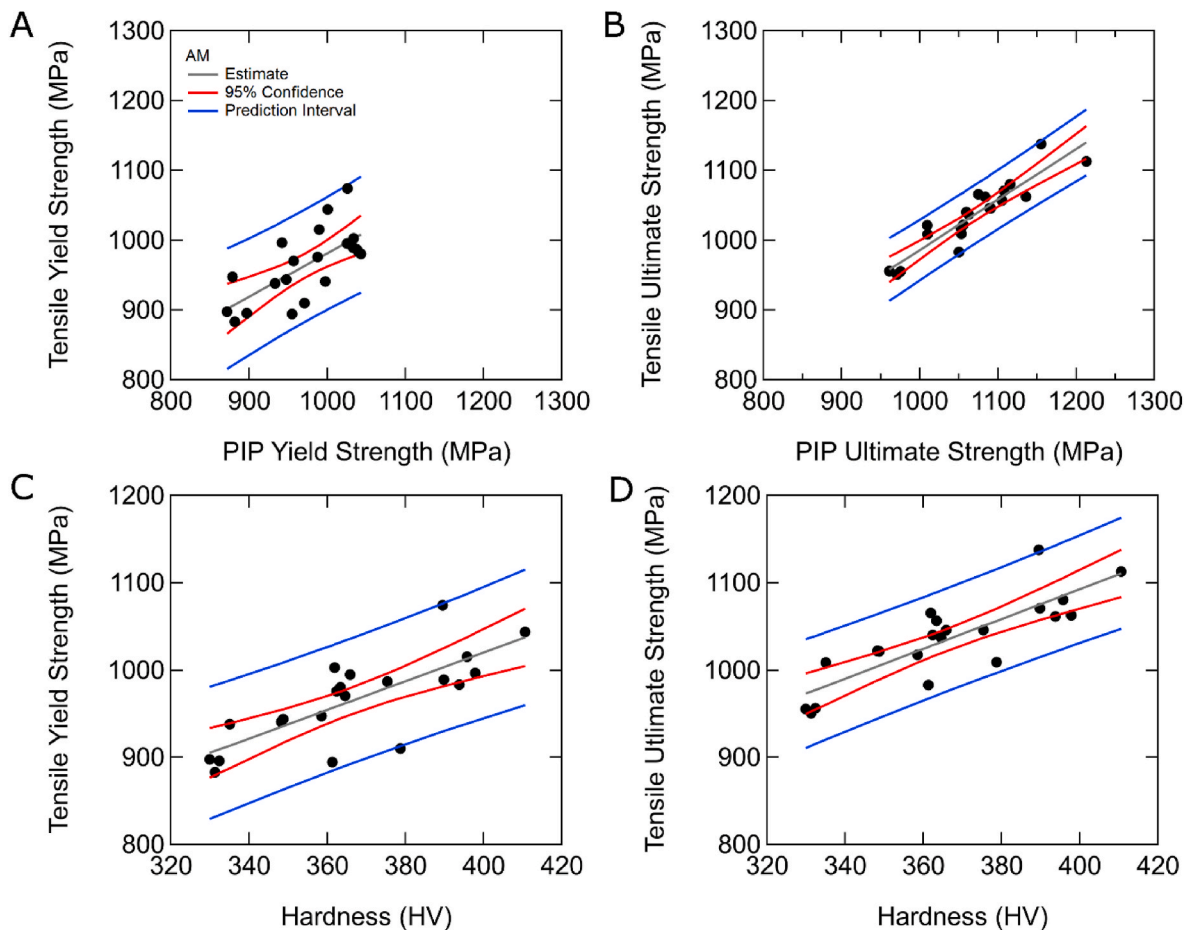 A
Tensile Yield Strength (MPa)
1300
1200
1100
1000
900
800
AM
Estimate
95% Confidence
Prediction Interval
800 900 1000 1100 1200 1300
PIP Yield Strength (MPa)
B
Tensile Ultimate Strength (MPa)
1300
1200
1100
1000
900
800
800 900 1000 1100 1200 1300
PIP Ultimate Strength (MPa)
C
Tensile Yield Strength (MPa)
1200
1100
1000
900
800
320 340 360 380 400 420
Hardness (HV)
D
Tensile Utlimate Strength (MPa)
1200
1100
1000
900
800
320 340 360 380 400 420
Hardness (HV)